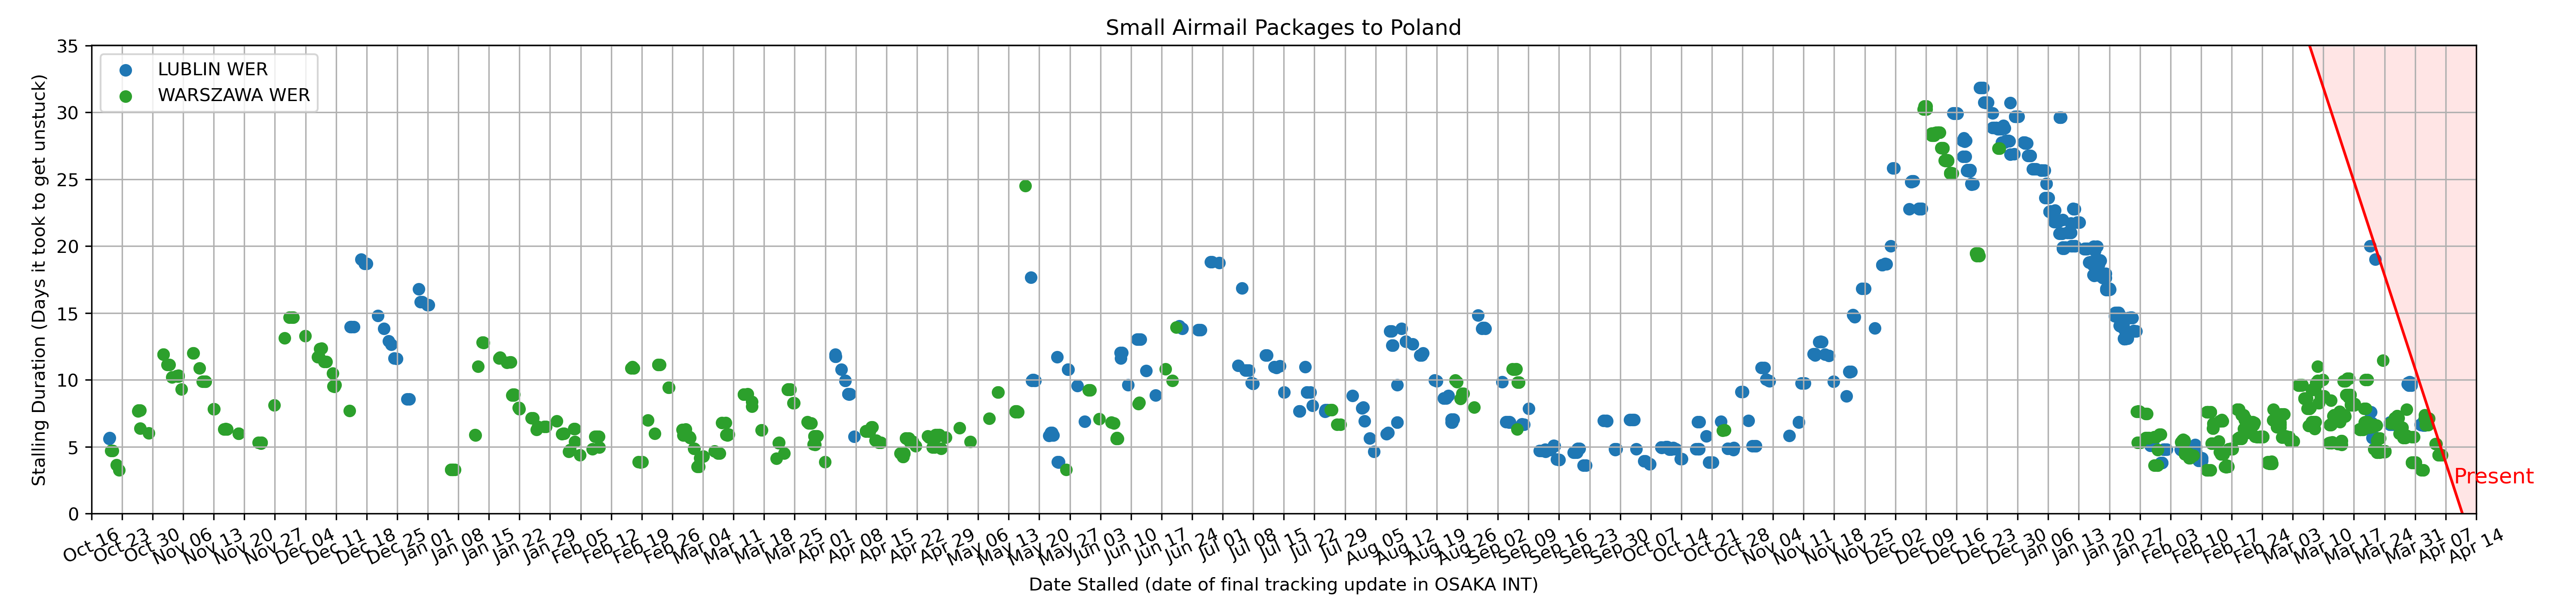 Small Airmail Packages to Poland
LUBLIN WER
WARSZAWA WER
Stalling Duration (Days it took to get unstuck)
35
30
25
20
15
10
5
0
Present
Oct 16 Oct 23 Oct 30 Nov 06 Nov 13 Nov 20 Nov 27 Dec 04 Dec 11 Dec 18 Dec 25 Jan 01 Jan 08 Jan 15 Jan 22 Jan 29 Feb 05 Feb 12 Feb 19 Feb 26 Mar 04 Mar 11 Mar 18 Mar 25 Apr 01 Apr 08 Apr 15 Apr 22 Apr 29 May 06 May 13 May 20 May 27 Jun 03 Jun 10 Jun 17 Jun 24 Jul 01 Jul 08 Jul 15 Jul 22 Jul 29 Aug 05 Aug 12 Aug 19 Aug 26 Sep 02 Sep 09 Sep 16 Sep 23 Sep 30 Oct 07 Oct 14 Oct 21 Oct 28 Nov 04 Nov 11 Nov 18 Nov 25 Dec 02 Dec 09 Dec 16 Dec 23 Dec 30 Jan 06 Jan 13 Jan 20 Jan 27 Feb 03 Feb 10 Feb 17 Feb 24 Mar 03 Mar 10 Mar 17 Mar 24 Mar 31 Apr 07 Apr 14
Date Stalled (date of final tracking update in OSAKA INT)